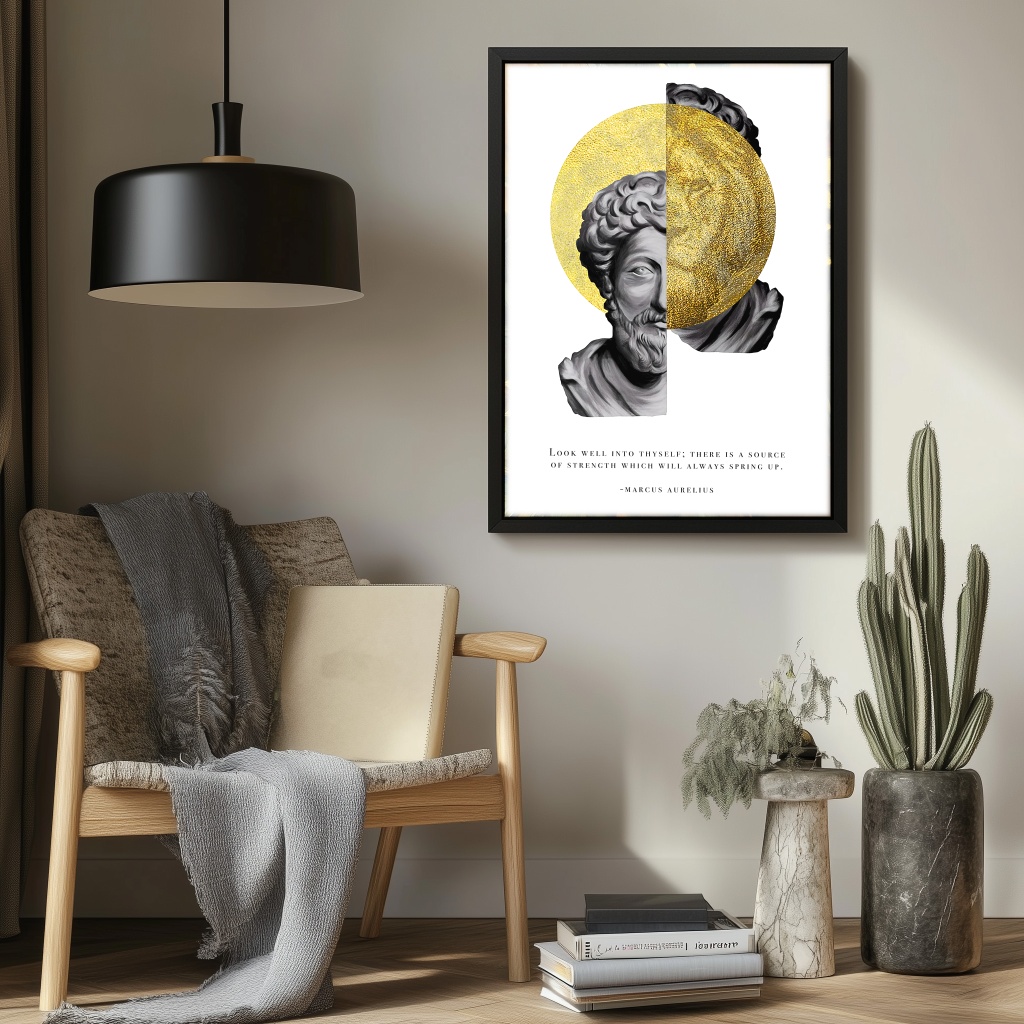 Look well into thyself; there is a source
of strength which will always spring up.
-Marcus Aurelius